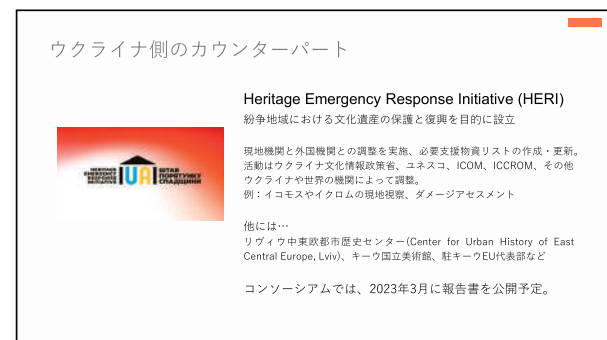 ウクライナ側のカウンターパート
Heritage Emergency Response Initiative (HERI)
紛争地域における文化遺産の保護と復興を目的に設立
現地機関と外国機関との調整を実施、必要支援物資リストの作成・更新。
活動はウクライナ文化情報政策省、ユネスコ、ICOM、ICCROM、その他
ウクライナや世界の機関によって調整。
例：イコモスやイクロムの現地視察、ダメージアセスメント
HERITAGE
EMERGENCY
RESPONSE
INITIATIVE
UA
ШТАБ
ПОРЯТУНКУ
СПАДЩИНИ
他には…
リヴィウ中東欧都市歴史センター(Center for Urban History of East
Central Europe, Lviv)、キーウ国立美術館、駐キーウEU代表部など
コンソーシアムでは、2023年3月に報告書を公開予定。